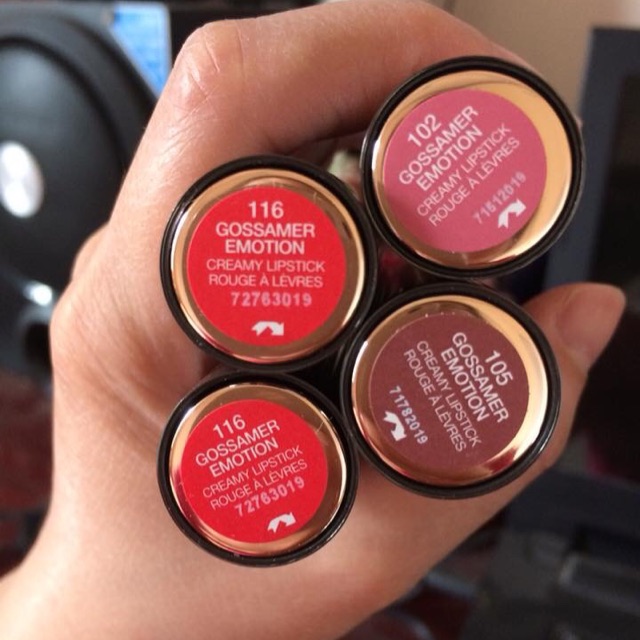 116
GOSSAMER
EMOTION
CREAMY LIPSTICK
ROUGE À LÈVRES
72763019
102
GOSSAMER
EMOTION
CREAMY LIPSTICK
ROUGE À LÈVRES
71512019
116
GOSSAMER
EMOTION
CREAMY LIPSTICK
ROUGE À LÈVRES
72763019
105
GOSSAMER
EMOTION
CREAMY LIPSTICK
ROUGE À LÈVRES
71782019